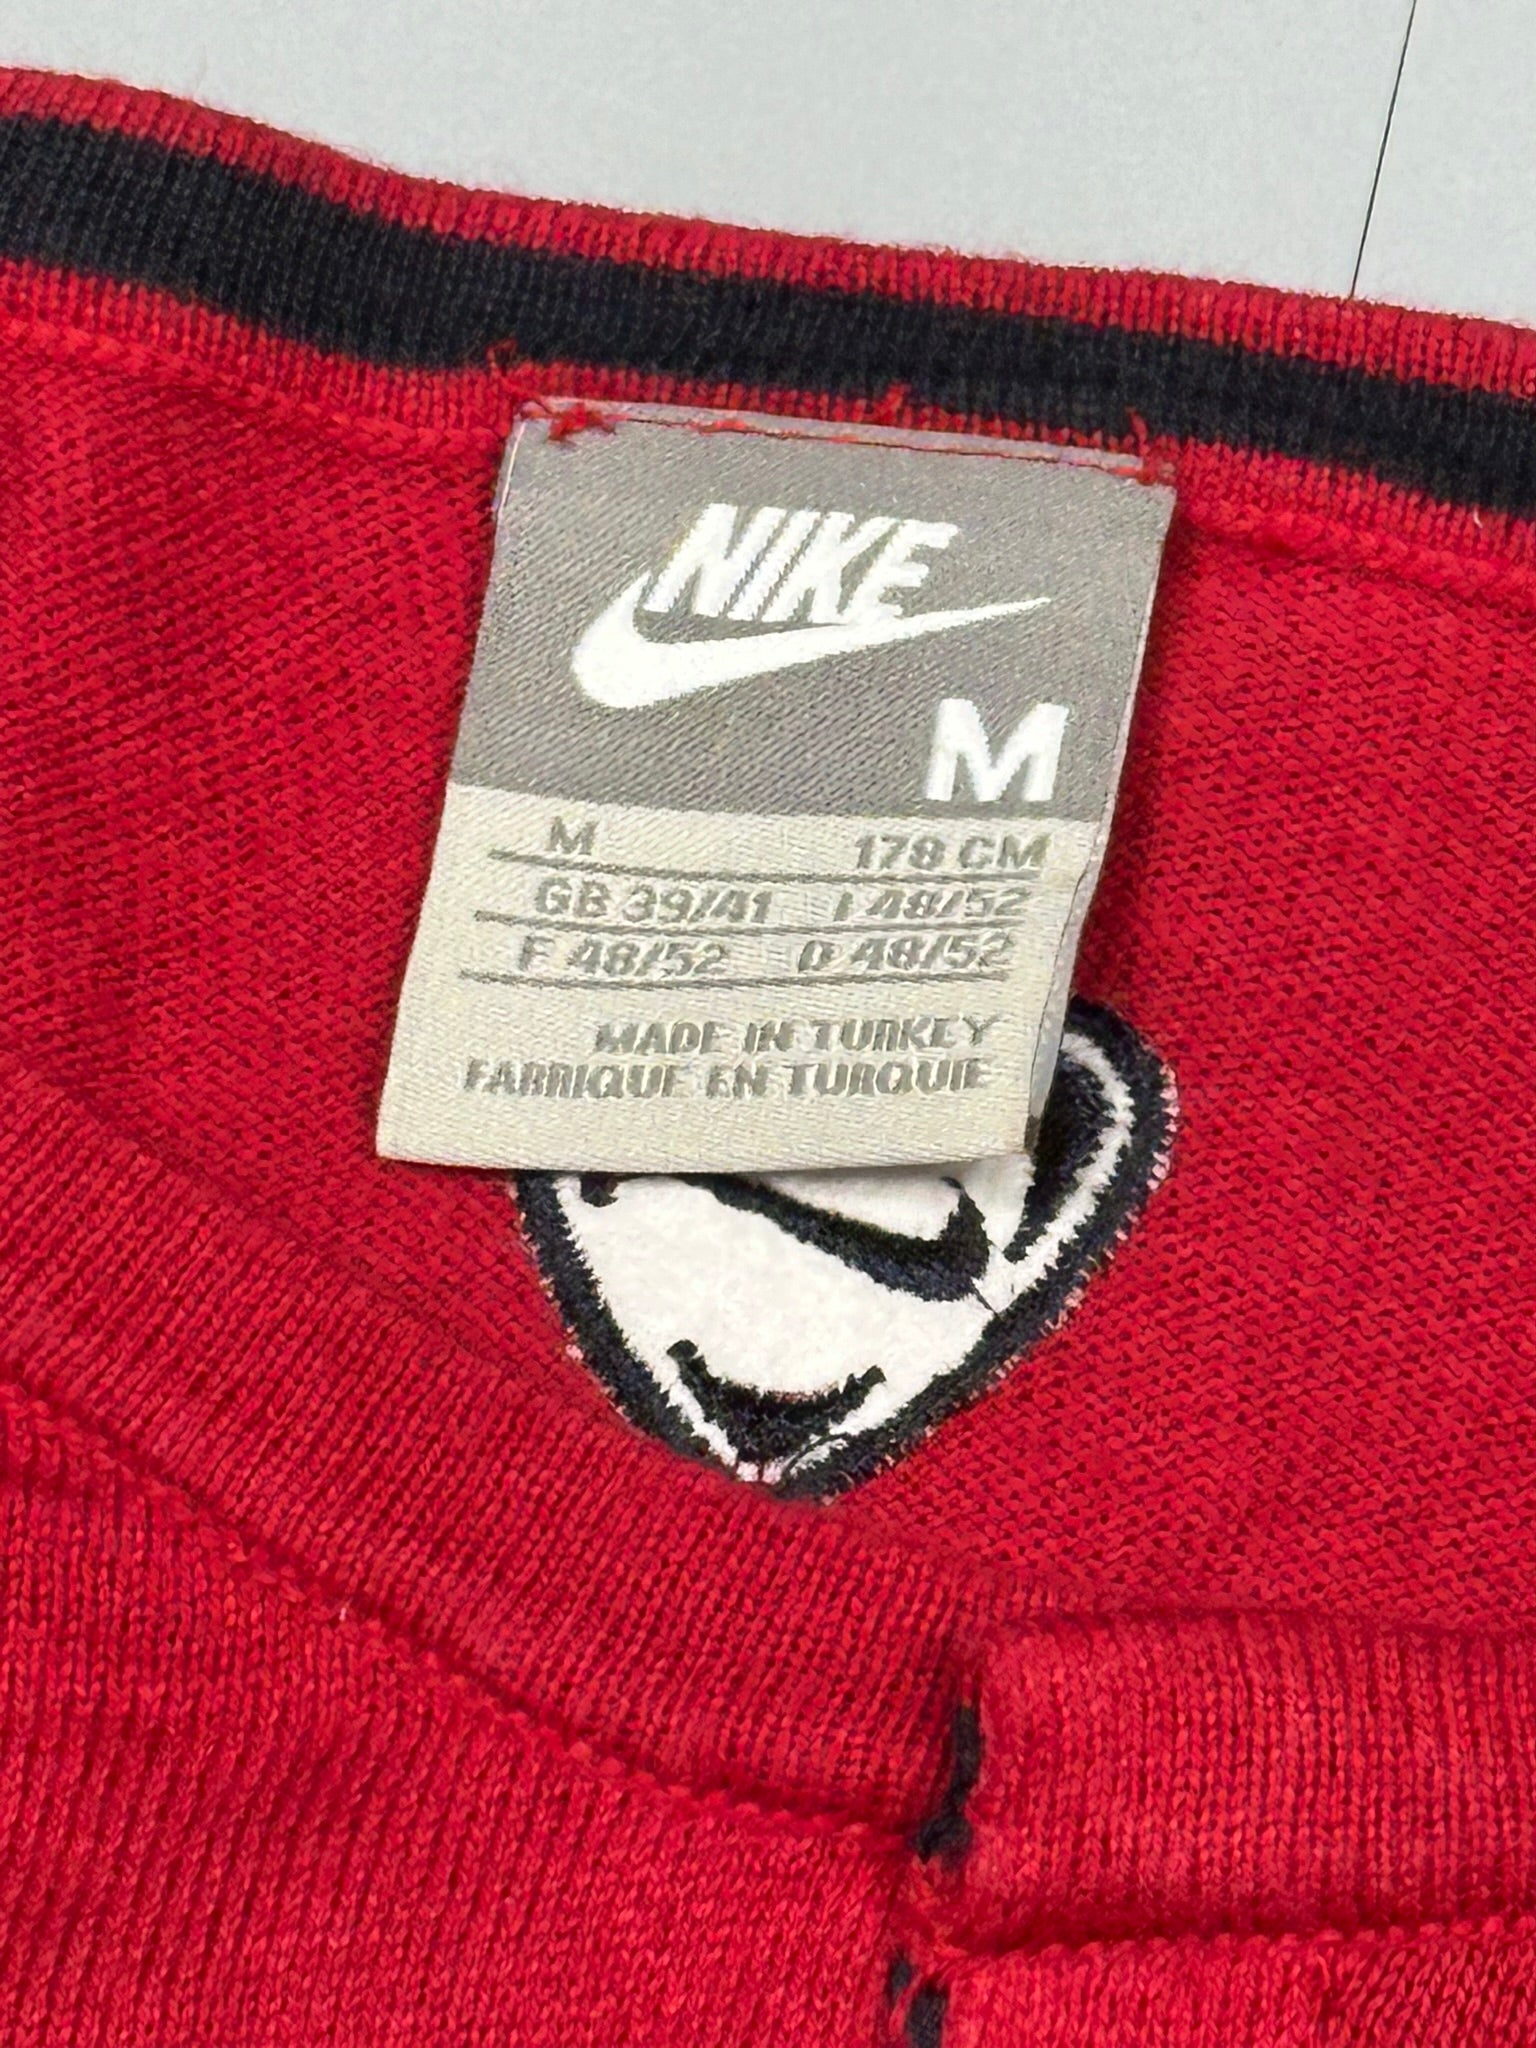 NIKE
M
M 178 CM
GB 39/41 I 48/52
F 48/52 D 48/52
MADE IN TURKEY
FABRIQUE EN TURQUIE